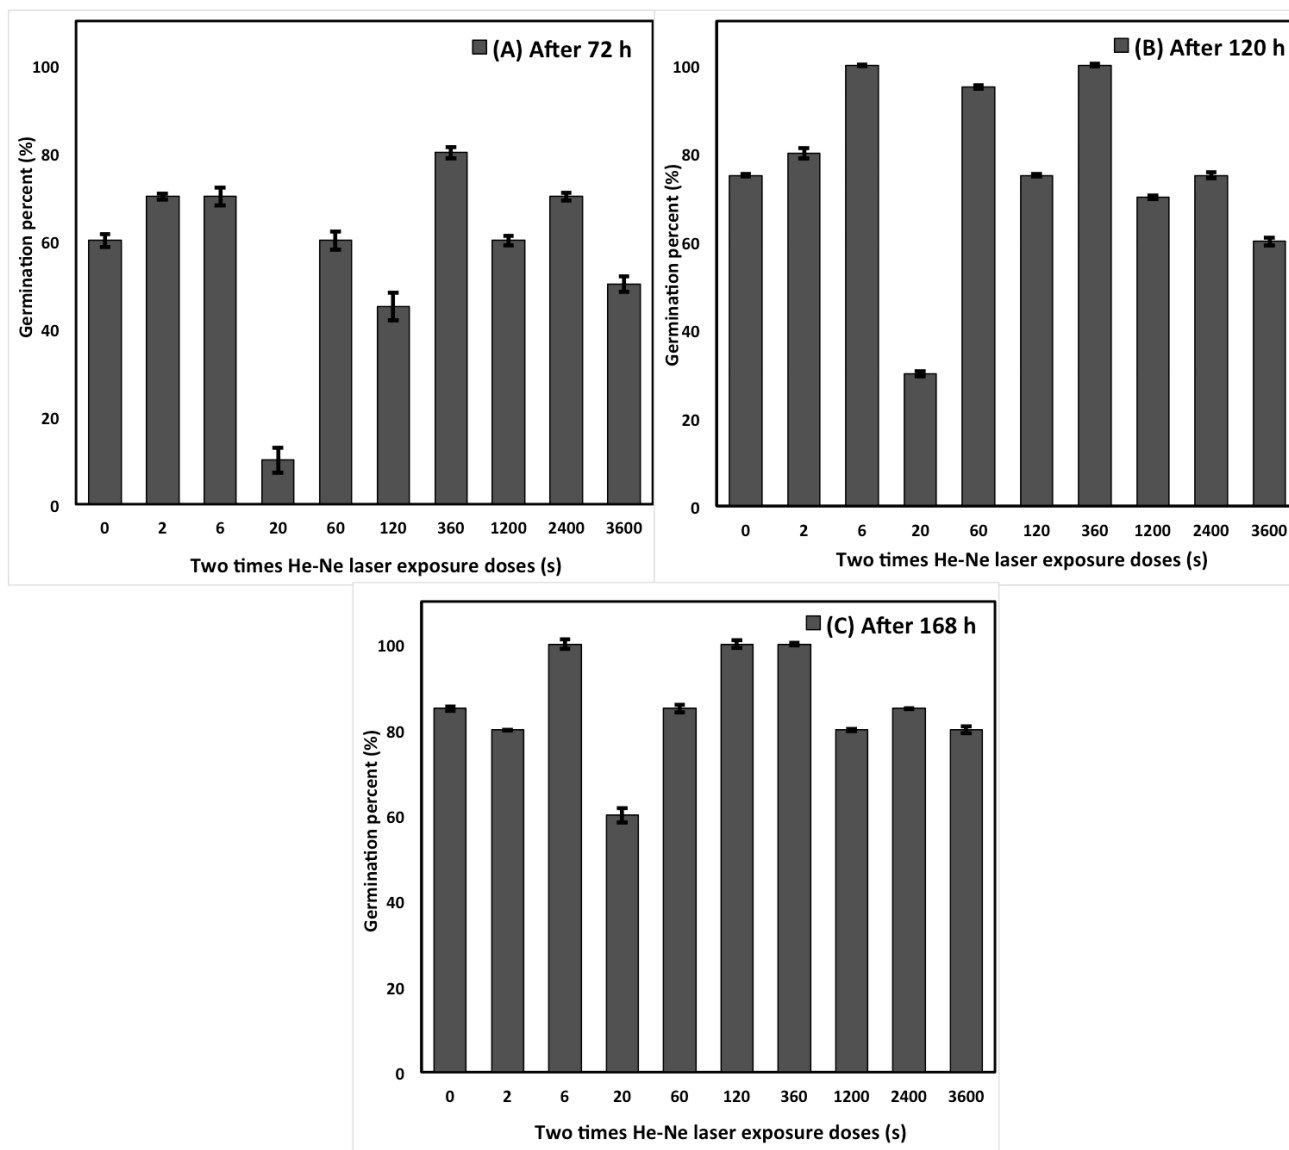 (A) After 72 h
Germination percent (%)
100
80
60
40
20
0
0 2 6 20 60 120 360 1200 2400 3600
Two times He-Ne laser exposure doses (s)
(B) After 120 h
Germination percent (%)
100
80
60
40
20
0
0 2 6 20 60 120 360 1200 2400 3600
Two times He-Ne laser exposure doses (s)
(C) After 168 h
Germination percent (%)
100
80
60
40
20
0
0 2 6 20 60 120 360 1200 2400 3600
Two times He-Ne laser exposure doses (s)